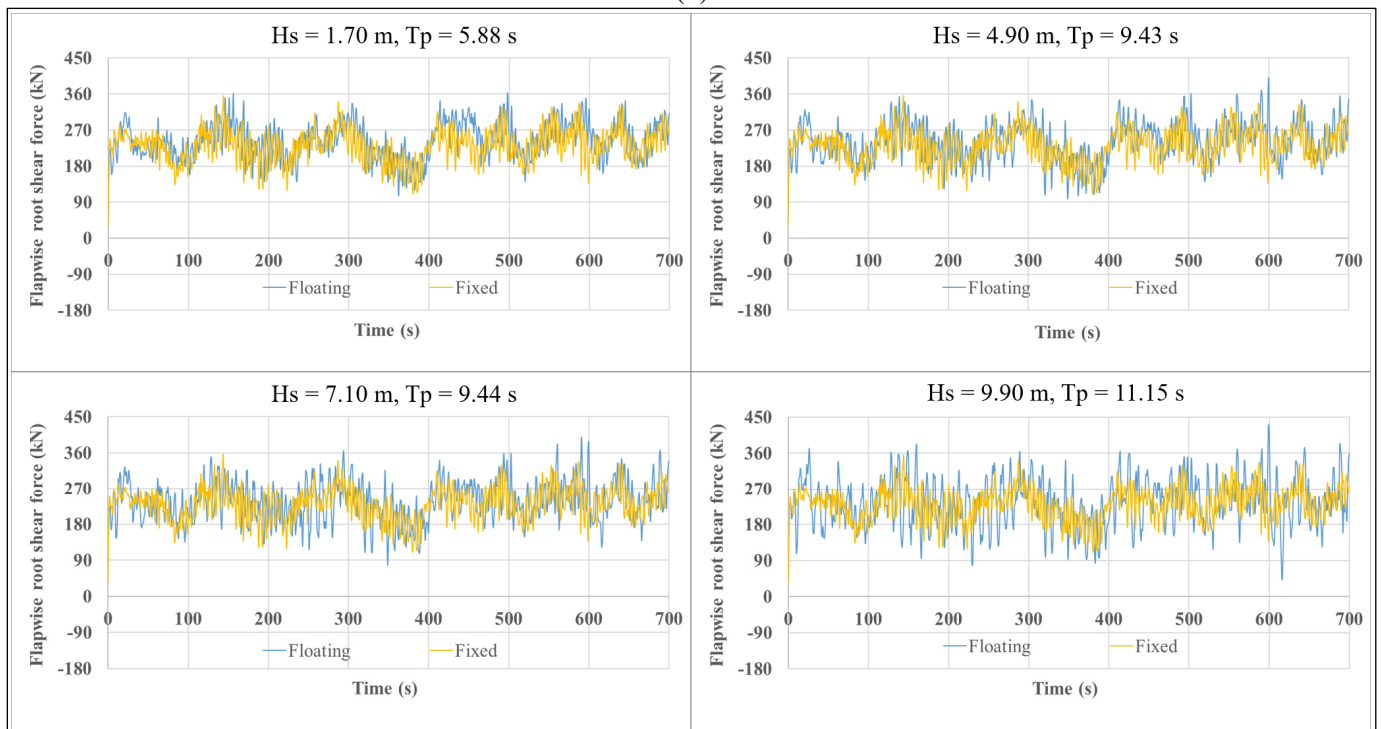 Hs = 1.70 m, Tp = 5.88 s
Flapwise root shear force (kN)
450
360
270
180
90
0
-90
-180
0 100 200 300 400 500 600 700
Floating Fixed
Time (s)
Hs = 4.90 m, Tp = 9.43 s
Flapwise root shear force (kN)
450
360
270
180
90
0
-90
-180
0 100 200 300 400 500 600 700
Floating Fixed
Time (s)
Hs = 7.10 m, Tp = 9.44 s
Flapwise root shear force (kN)
450
360
270
180
90
0
-90
-180
0 100 200 300 400 500 600 700
Floating Fixed
Time (s)
Hs = 9.90 m, Tp = 11.15 s
Flapwise root shear force (kN)
450
360
270
180
90
0
-90
-180
0 100 200 300 400 500 600 700
Floating Fixed
Time (s)